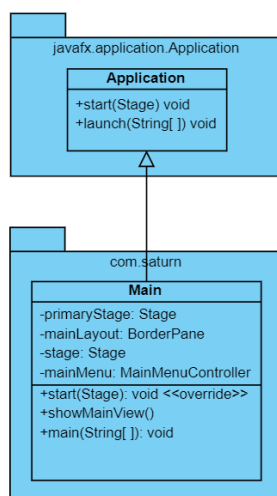 javafx.application.Application
Application
+start(Stage) void
+launch(String[ ]) void
com.saturn
Main
-primaryStage: Stage
-mainLayout: BorderPane
-stage: Stage
-mainMenu: MainMenuController
+start(Stage): void <<override>>
+showMainView()
+main(String[ ]): void